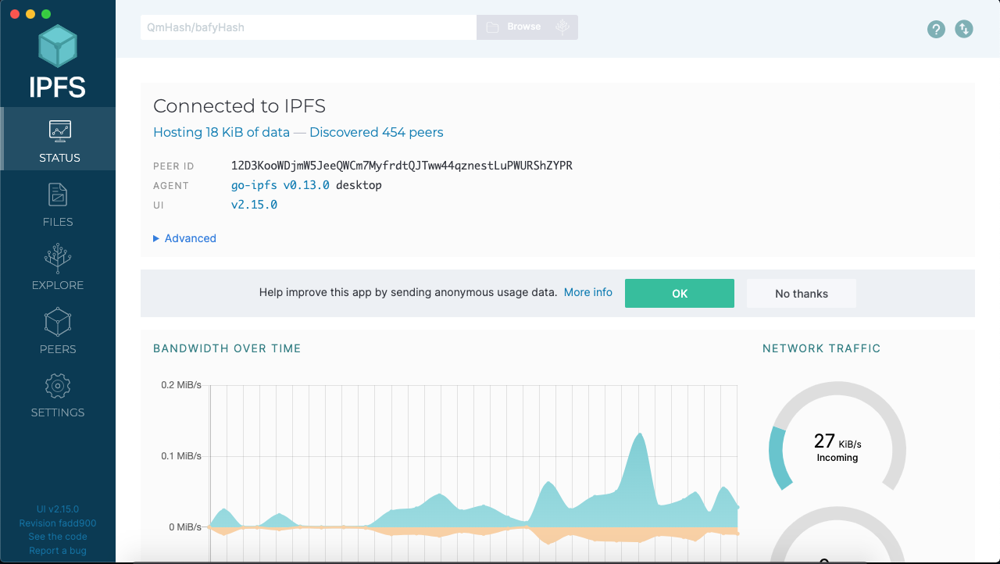 QmHash/bafyHash
Browse
IPFS
STATUS
FILES
EXPLORE
PEERS
SETTINGS
UI v2.15.0
Revision fadd900
See the code
Report a bug
Connected to IPFS
Hosting 18 KiB of data — Discovered 454 peers
PEER ID 12D3KooWDjmW5JeeQWCm7MyfrdtQJTww44qznestLuPWURShZYPR
AGENT go-ipfs v0.13.0 desktop
UI v2.15.0
Advanced
Help improve this app by sending anonymous usage data. More info OK No thanks
BANDWIDTH OVER TIME
0.2 MiB/s
0.1 MiB/s
0 MiB/s
NETWORK TRAFFIC
27 KiB/s
Incoming